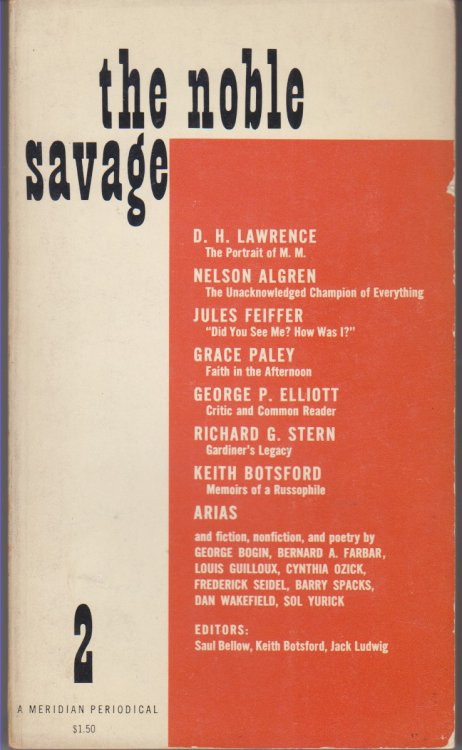 the noble
savage
D. H. LAWRENCE
The Portrait of M. M.
NELSON ALGREN
The Unacknowledged Champion of Everything
JULES FEIFFER
"Did You See Me? How Was I?"
GRACE PALEY
Faith in the Afternoon
GEORGE P. ELLIOTT
Critic and Common Reader
RICHARD G. STERN
Gardiner's Legacy
KEITH BOTSFORD
Memoirs of a Russophile
ARIAS
and fiction, nonfiction, and poetry by
GEORGE BOGIN, BERNARD A. FARBAR,
LOUIS GUILLOUX, CYNTHIA OZICK,
FREDERICK SEIDEL, BARRY SPACKS,
DAN WAKEFIELD, SOL YURICK
EDITORS:
Saul Bellow, Keith Botsford, Jack Ludwig
2
A MERIDIAN PERIODICAL
$1.50